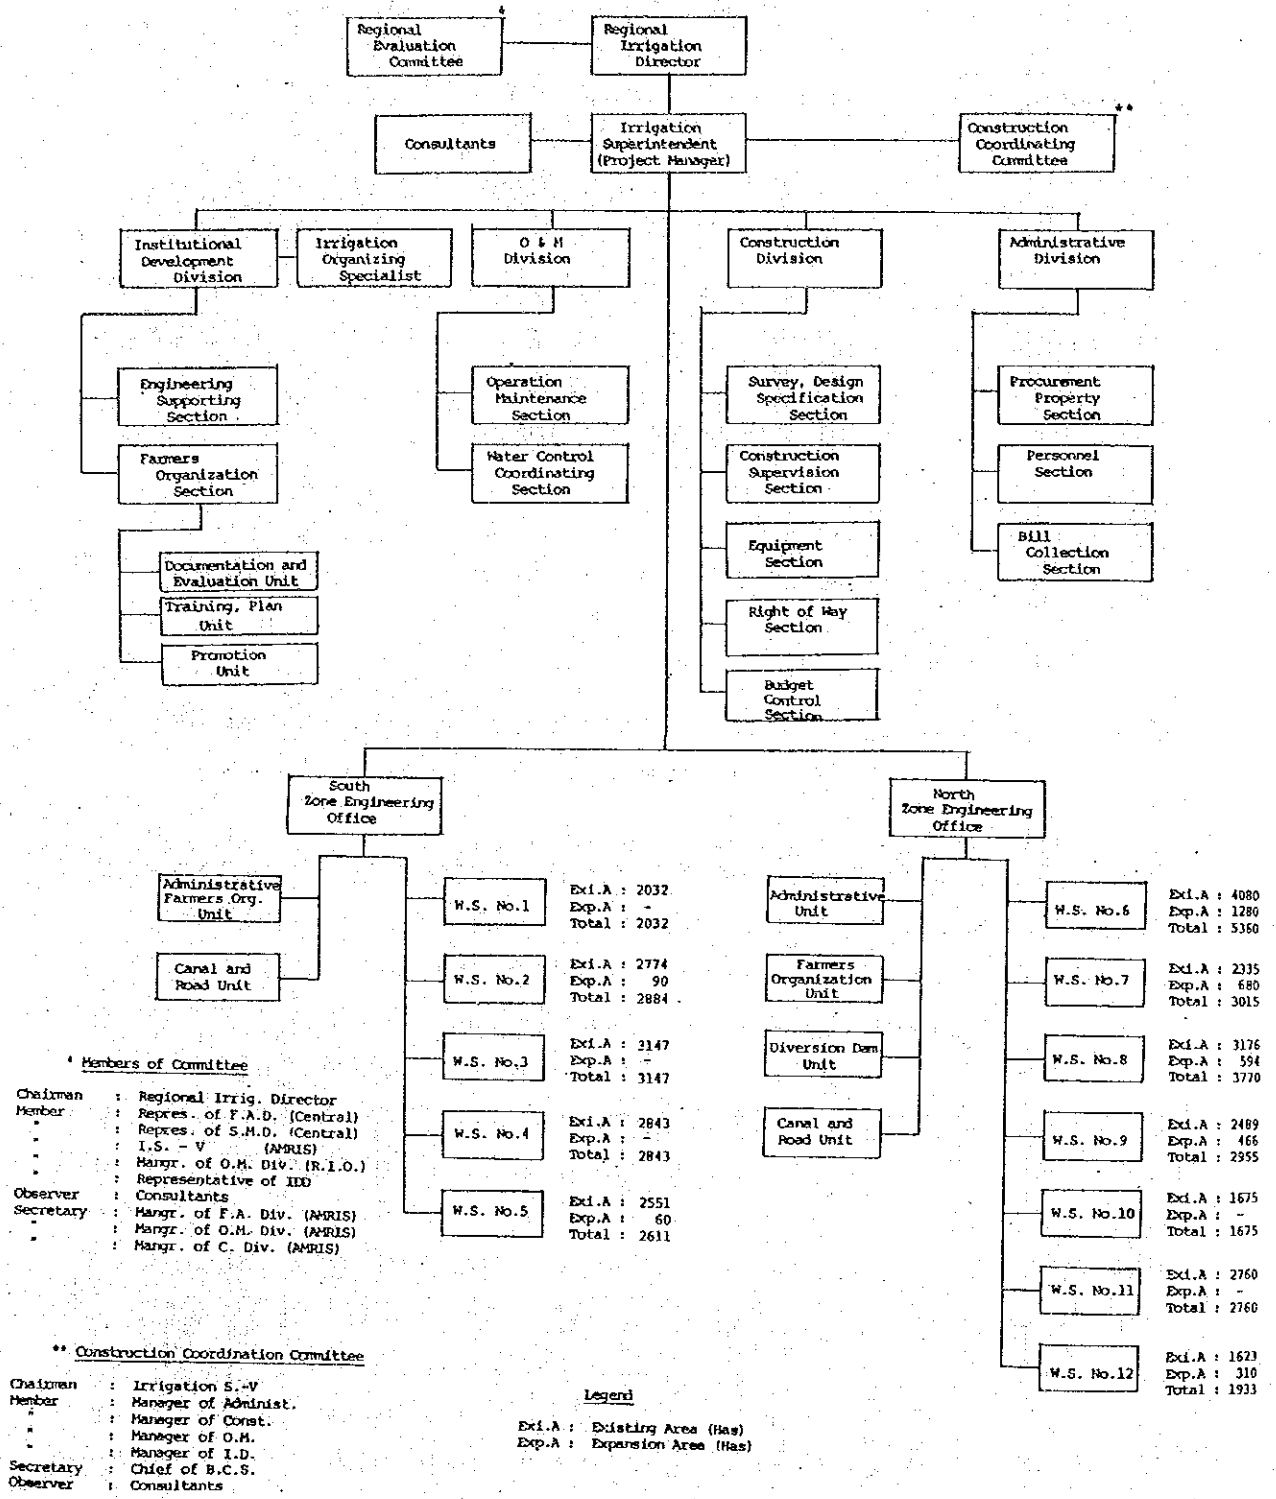 *
Regional
Evaluation
Committee
Regional
Irrigation
Director
Consultants
Irrigation
Superintendent
(Project Manager)
**
Construction
Coordinating
Committee
Institutional
Development
Division
Irrigation
Organizing
Specialist
O & M
Division
Construction
Division
Administrative
Division
Engineering
Supporting
Section
Farmers
Organization
Section
Documentation and
Evaluation Unit
Training, Plan
Unit
Promotion
Unit
Operation
Maintenance
Section
Water Control
Coordinating
Section
Survey, Design
Specification
Section
Construction
Supervision
Section
Equipment
Section
Right of Way
Section
Budget
Control
Section
Procurement
Property
Section
Personnel
Section
Bill
Collection
Section
South
Zone Engineering
Office
Administrative
Farmers Org.
Unit
Canal and
Road Unit
W.S. No.1
Exi.A : 2032
Exp.A : -
Total : 2032
W.S. No.2
Exi.A : 2774
Exp.A : 90
Total : 2884
W.S. No.3
Exi.A : 3147
Exp.A : -
Total : 3147
W.S. No.4
Exi.A : 2843
Exp.A : -
Total : 2843
W.S. No.5
Exi.A : 2551
Exp.A : 60
Total : 2611
North
Zone Engineering
Office
Administrative
Unit
Farmers
Organization
Unit
Diversion Dam
Unit
Canal and
Road Unit
W.S. No.6
Exi.A : 4080
Exp.A : 1280
Total : 5360
W.S. No.7
Exi.A : 2335
Exp.A : 680
Total : 3015
W.S. No.8
Exi.A : 3176
Exp.A : 594
Total : 3770
W.S. No.9
Exi.A : 2489
Exp.A : 466
Total : 2955
W.S. No.10
Exi.A : 1675
Exp.A : -
Total : 1675
W.S. No.11
Exi.A : 2760
Exp.A : -
Total : 2760
W.S. No.12
Exi.A : 1623
Exp.A : 310
Total : 1933
* Members of Committee
Chairman : Regional Irrig. Director
Member : Repres. of F.A.D. (Central)
" : Repres. of S.M.D. (Central)
" : I.S. - V (AMRIS)
" : Mangr. of O.M. Div. (R.I.O.)
" : Representative of IDD
Observer : Consultants
Secretary : Mangr. of F.A. Div. (AMRIS)
" : Mangr. of O.M. Div. (AMRIS)
" : Mangr. of C. Div. (AMRIS)
** Construction Coordination Committee
Chairman : Irrigation S.-V
Member : Manager of Administ.
" : Manager of Const.
" : Manager of O.M.
" : Manager of I.D.
Secretary : Chief of B.C.S.
Observer : Consultants
Legend
Exi.A : Existing Area (Has)
Exp.A : Expansion Area (Has)